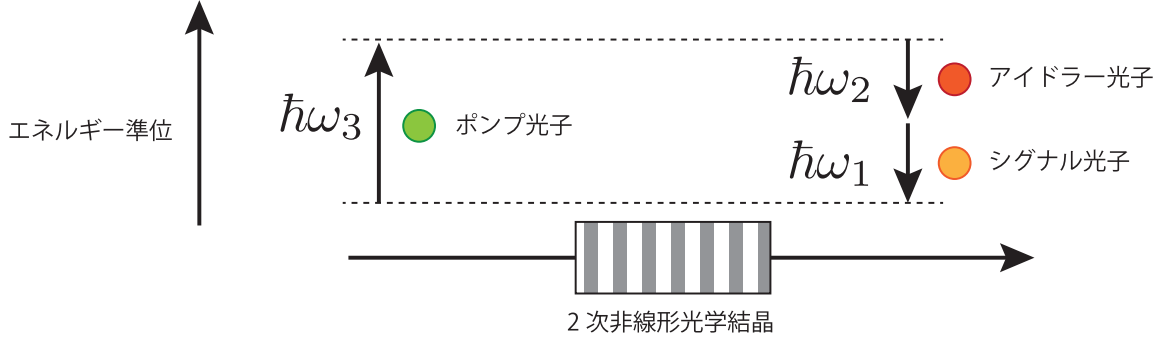 エネルギー準位
ħω3
ポンプ光子
ħω2
アイドラー光子
ħω1
シグナル光子
2 次非線形光学結晶